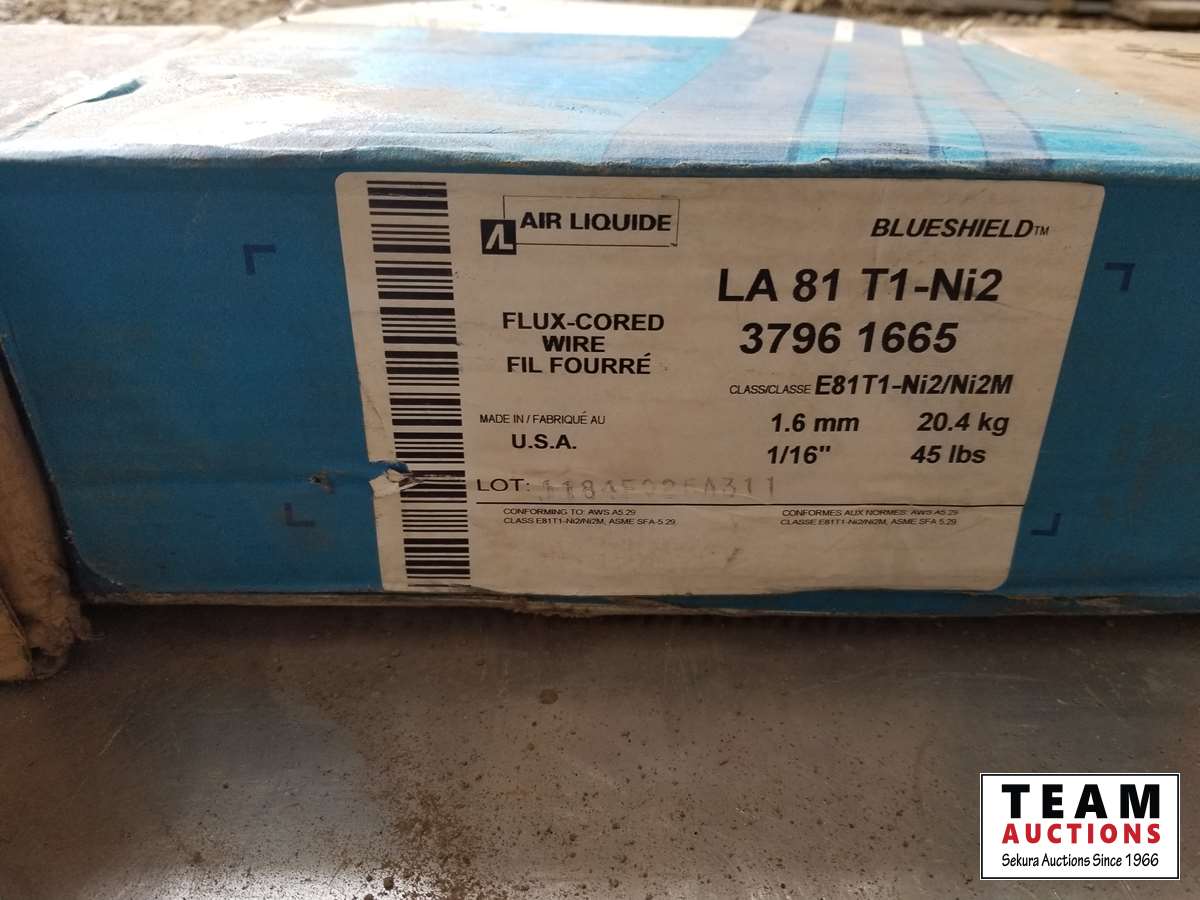 AL AIR LIQUIDE
BLUESHIELD™
LA 81 T1-Ni2
3796 1665
FLUX-CORED
WIRE
FIL FOURRÉ
CLASS/CLASSE E81T1-Ni2/Ni2M
MADE IN / FABRIQUÉ AU
U.S.A.
1.6 mm 20.4 kg
1/16" 45 lbs
LOT:
CONFORMING TO: AWS A5.29
CLASS E81T1-Ni2/Ni2M, ASME SFA-5.29
CONFORMES AUX NORMES: AWS A5.29
CLASSE E81T1-Ni2/Ni2M, ASME SFA 5.29
TEAM
AUCTIONS
Sekura Auctions Since 1966